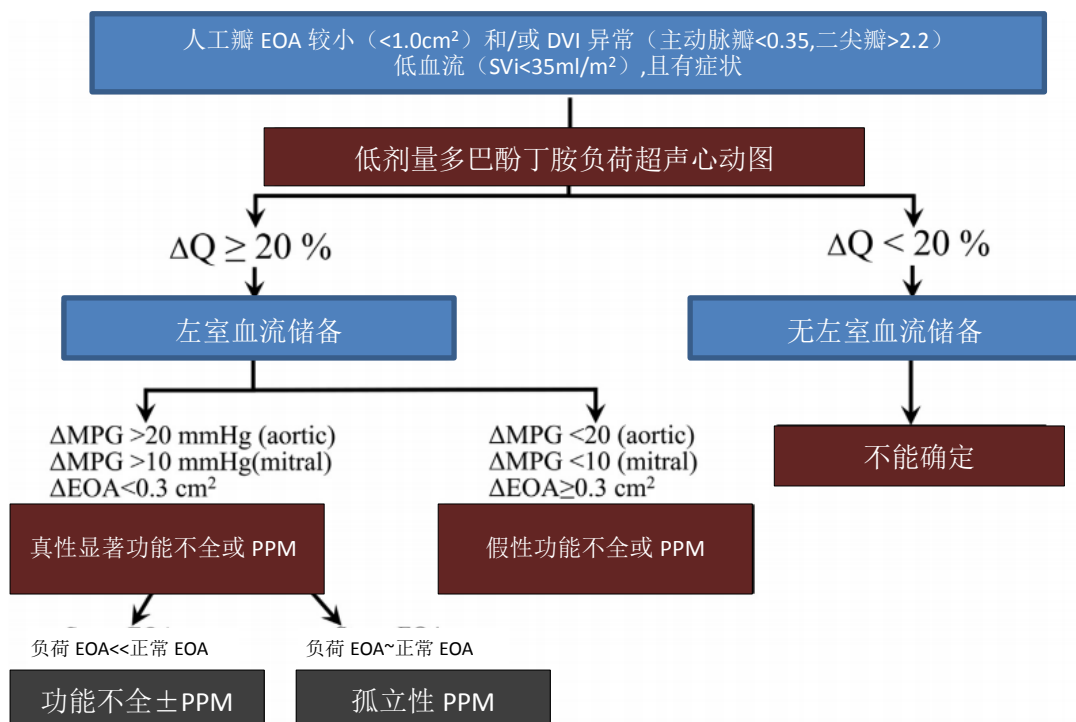 人工瓣 EOA 较小（<1.0cm²）和/或 DVI 异常（主动脉瓣<0.35,二尖瓣>2.2）
低血流（SVi<35ml/m²）,且有症状
低剂量多巴酚丁胺负荷超声心动图
ΔQ ≥ 20 %
ΔQ < 20 %
左室血流储备
无左室血流储备
ΔMPG >20 mmHg (aortic)
ΔMPG >10 mmHg(mitral)
ΔEOA<0.3 cm²
ΔMPG <20 (aortic)
ΔMPG <10 (mitral)
ΔEOA≥0.3 cm²
不能确定
真性显著功能不全或 PPM
假性功能不全或 PPM
负荷 EOA<<正常 EOA
负荷 EOA~正常 EOA
功能不全±PPM
孤立性 PPM